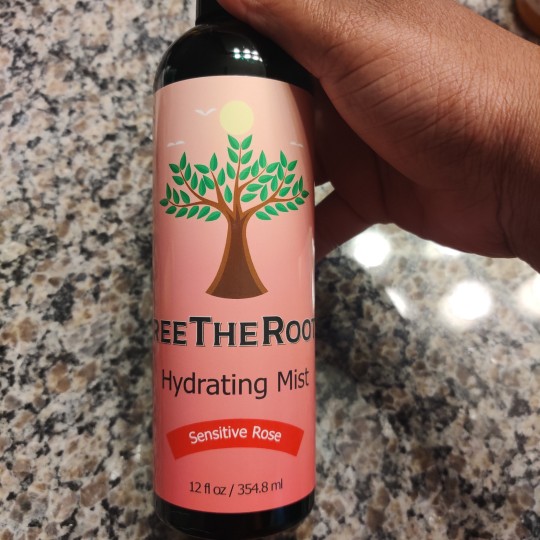 REETHEROOT
Hydrating Mist
Sensitive Rose
12 fl oz / 354.8 ml